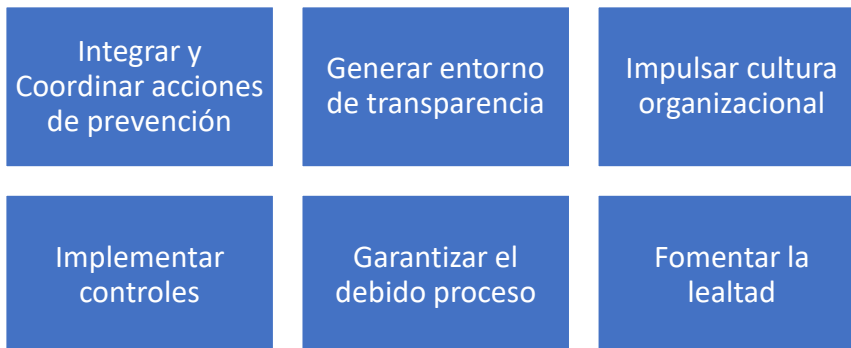 Integrar y
Coordinar acciones
de prevención
Generar entorno
de transparencia
Impulsar cultura
organizacional
Implementar
controles
Garantizar el
debido proceso
Fomentar la
lealtad